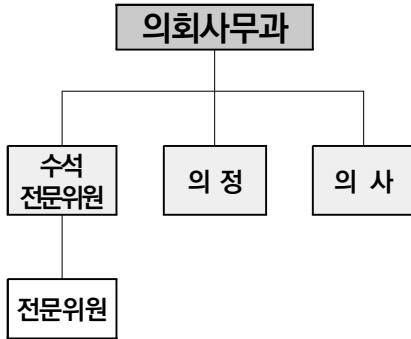 의회사무과
수석
전문위원
의 정
의 사
전문위원